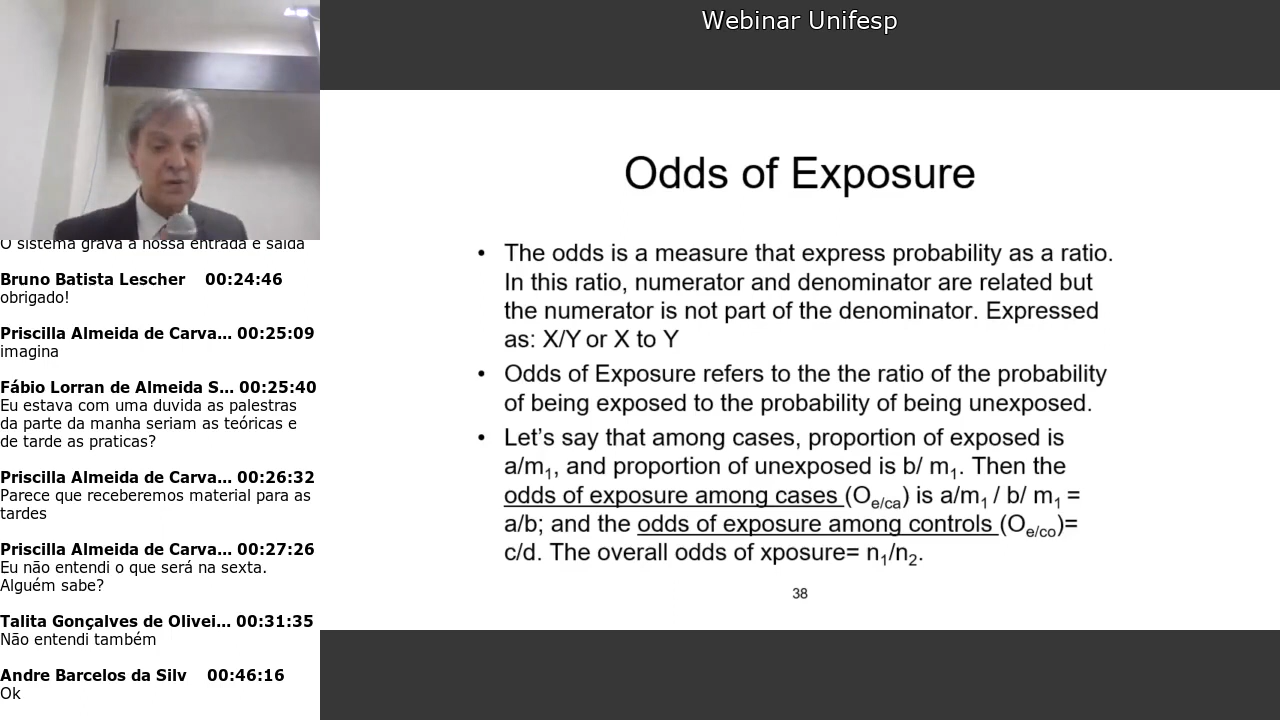 Webinar Unifesp
O sistema grava a nossa entrada e saída
Bruno Batista Lescher 00:24:46
obrigado!
Priscilla Almeida de Carva... 00:25:09
imagina
Fábio Lorran de Almeida S... 00:25:40
Eu estava com uma duvida as palestras
da parte da manha seriam as teóricas e
de tarde as praticas?
Priscilla Almeida de Carva... 00:26:32
Parece que receberemos material para as
tardes
Priscilla Almeida de Carva... 00:27:26
Eu não entendi o que será na sexta.
Alguém sabe?
Talita Gonçalves de Olivei... 00:31:35
Não entendi também
Andre Barcelos da Silv 00:46:16
Ok
Odds of Exposure
• The odds is a measure that express probability as a ratio.
In this ratio, numerator and denominator are related but
the numerator is not part of the denominator. Expressed
as: X/Y or X to Y
• Odds of Exposure refers to the the ratio of the probability
of being exposed to the probability of being unexposed.
• Let’s say that among cases, proportion of exposed is
a/m₁, and proportion of unexposed is b/ m₁. Then the
odds of exposure among cases (Oe/ca) is a/m₁ / b/ m₁ =
a/b; and the odds of exposure among controls (Oe/co)=
c/d. The overall odds of xposure= n₁/n₂.
38